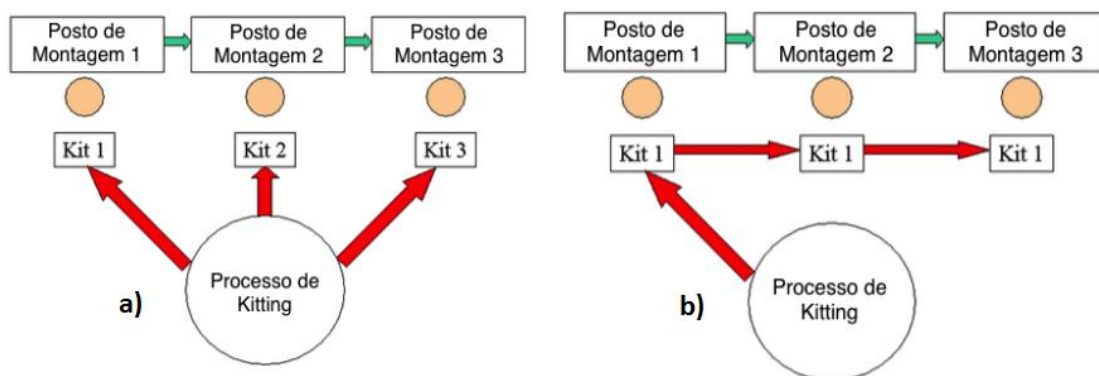 Posto de
Montagem 1
Posto de
Montagem 2
Posto de
Montagem 3
Kit 1
Kit 2
Kit 3
Processo de
Kitting
a)
Posto de
Montagem 1
Posto de
Montagem 2
Posto de
Montagem 3
Kit 1
Kit 1
Kit 1
Processo de
Kitting
b)